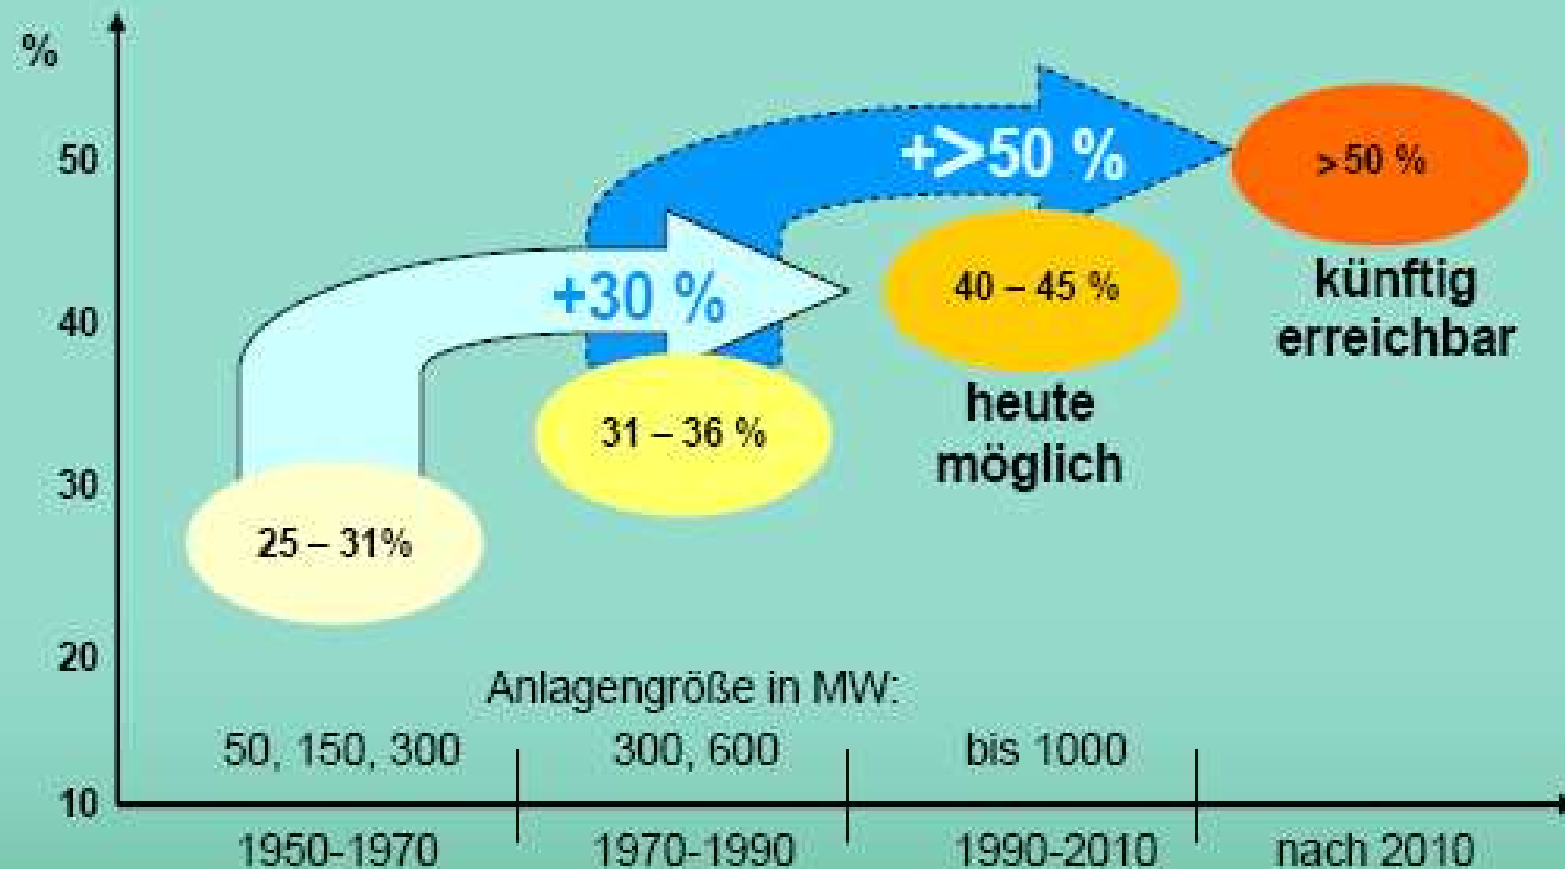 %
50
40
30
20
10
+>50 %
> 50 %
künftig
erreichbar
+30 %
40 – 45 %
heute
möglich
31 – 36 %
25 – 31%
Anlagengröße in MW:
50, 150, 300
300, 600
bis 1000
1950-1970
1970-1990
1990-2010
nach 2010